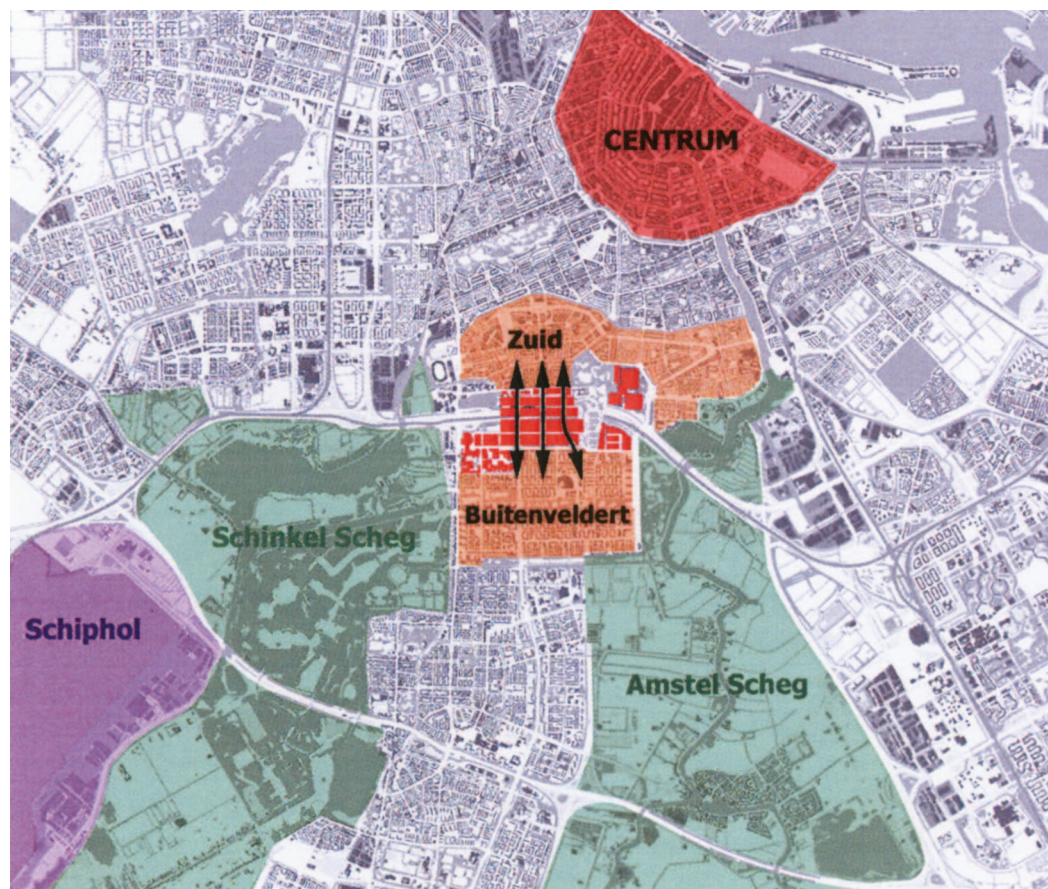 CENTRUM
Zuid
Buitenveldert
Schinkel Scheg
Schiphol
Amstel Scheg